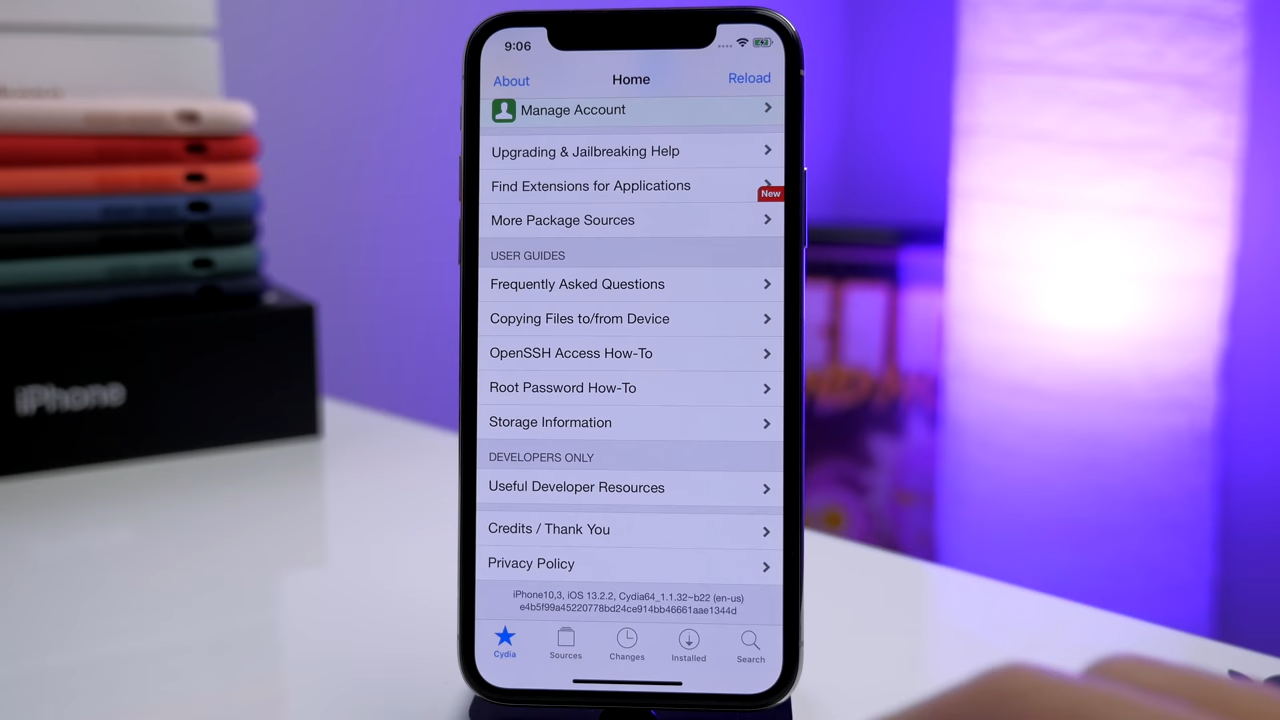 9:06
About
Home
Reload
Manage Account
Upgrading & Jailbreaking Help
Find Extensions for Applications
New
More Package Sources
USER GUIDES
Frequently Asked Questions
Copying Files to/from Device
OpenSSH Access How-To
Root Password How-To
Storage Information
DEVELOPERS ONLY
Useful Developer Resources
Credits / Thank You
Privacy Policy
iPhone10,3, iOS 13.2.2, Cydia64_1.1.32~b22 (en-us)
e4b5f99a45220778bd24ce914bb46661aae1344d
Cydia
Sources
Changes
Installed
Search
iPhone